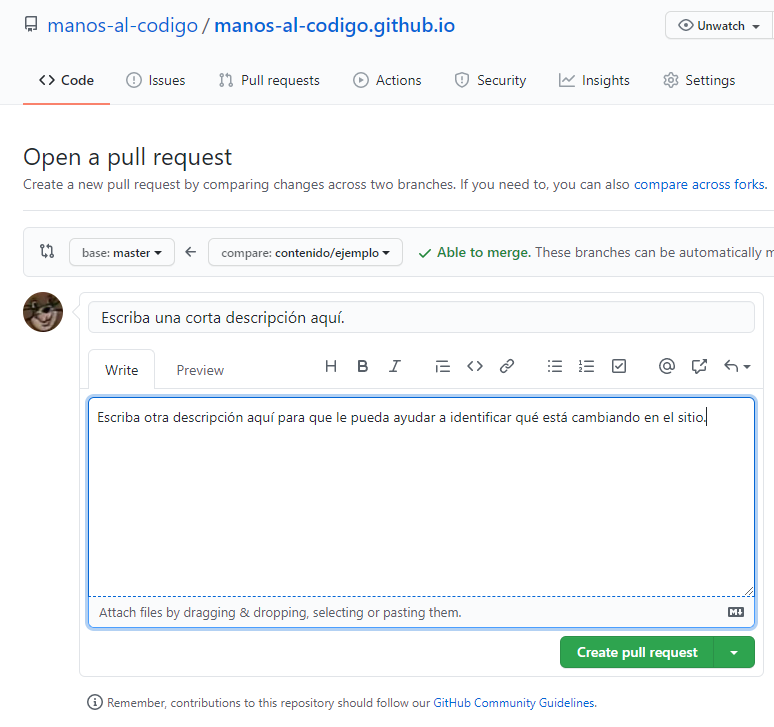 manos-al-codigo / manos-al-codigo.github.io
Unwatch
Code Issues Pull requests Actions Security Insights Settings
Open a pull request
Create a new pull request by comparing changes across two branches. If you need to, you can also compare across forks.
base: master compare: contenido/ejemplo Able to merge. These branches can be automatically
Escriba una corta descripción aquí.
Write Preview
Escriba otra descripción aquí para que le pueda ayudar a identificar qué está cambiando en el sitio.
Attach files by dragging & dropping, selecting or pasting them.
Create pull request
Remember, contributions to this repository should follow our GitHub Community Guidelines.